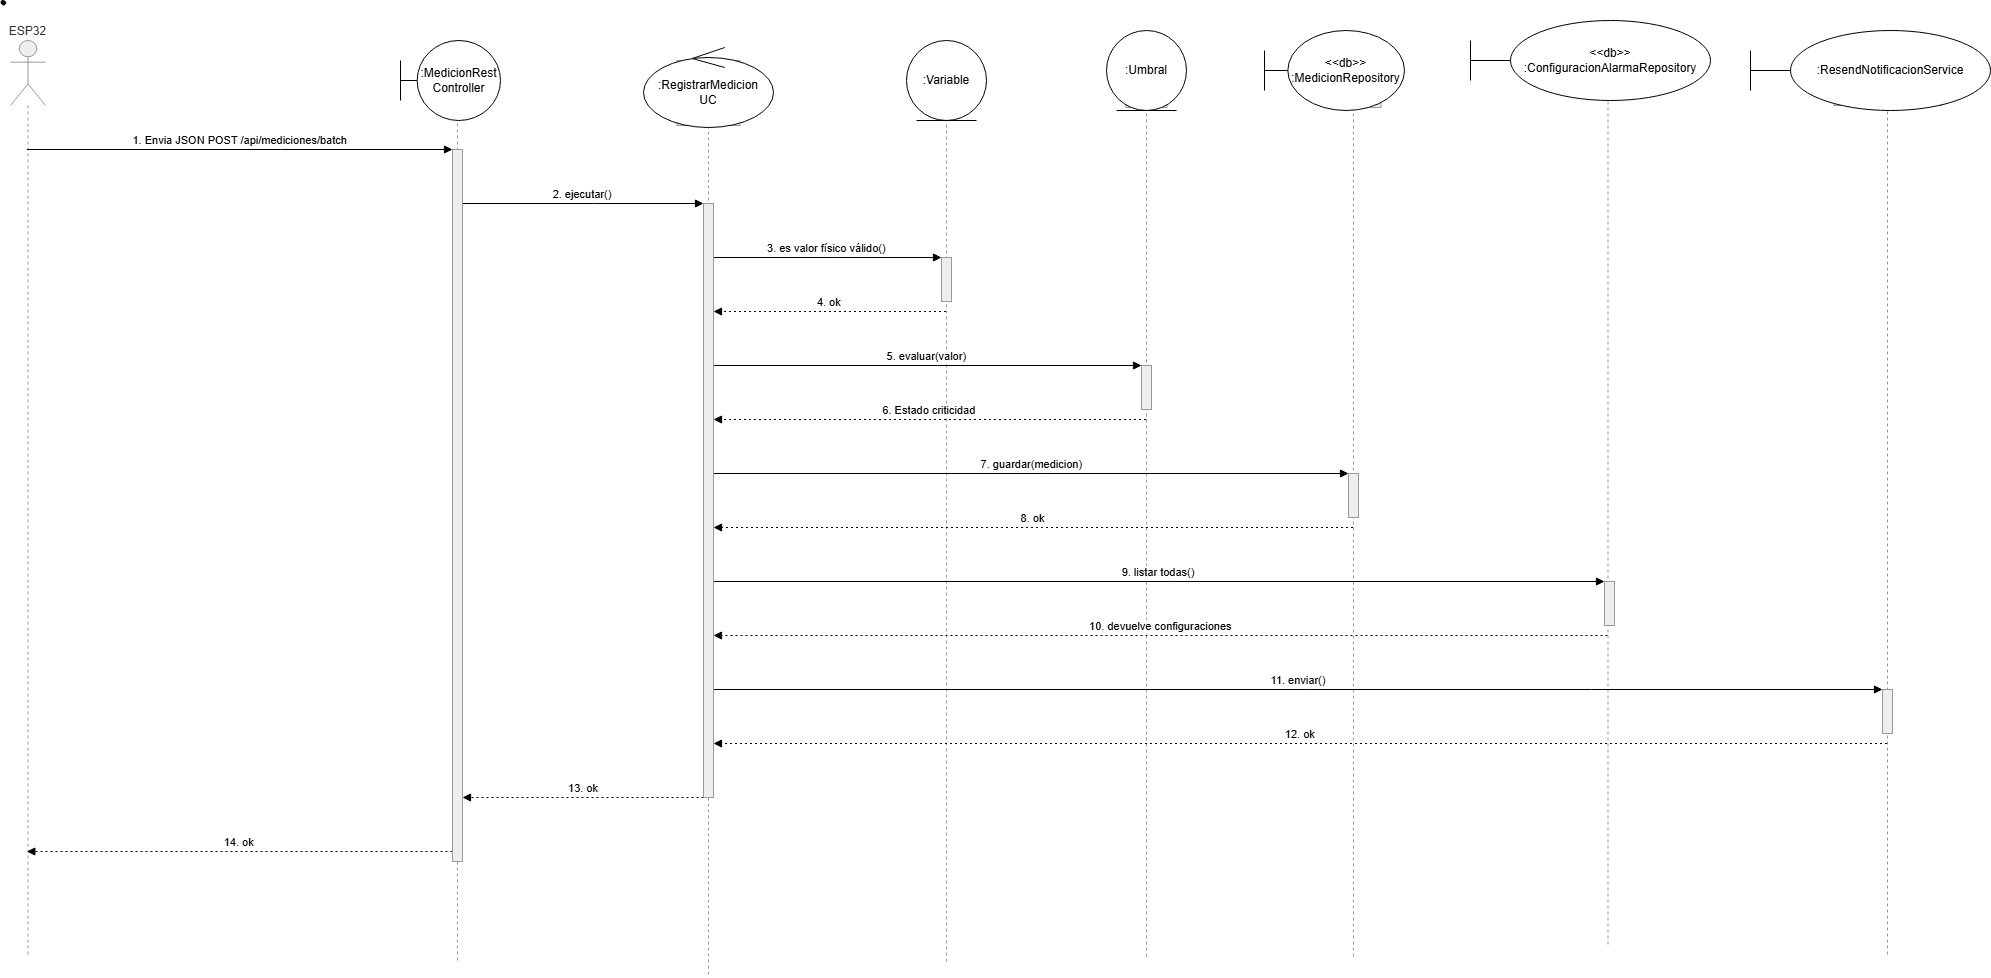 ESP32
:MedicionRest
Controller
:RegistrarMedicion
UC
:Variable
:Umbral
<<db>>
:MedicionRepository
<<db>>
:ConfiguracionAlarmaRepository
:ResendNotificacionService
1. Envia JSON POST /api/mediciones/batch
2. ejecutar()
3. es valor físico válido()
4. ok
5. evaluar(valor)
6. Estado criticidad
7. guardar(medicion)
8. ok
9. listar todas()
10. devuelve configuraciones
11. enviar()
12. ok
13. ok
14. ok